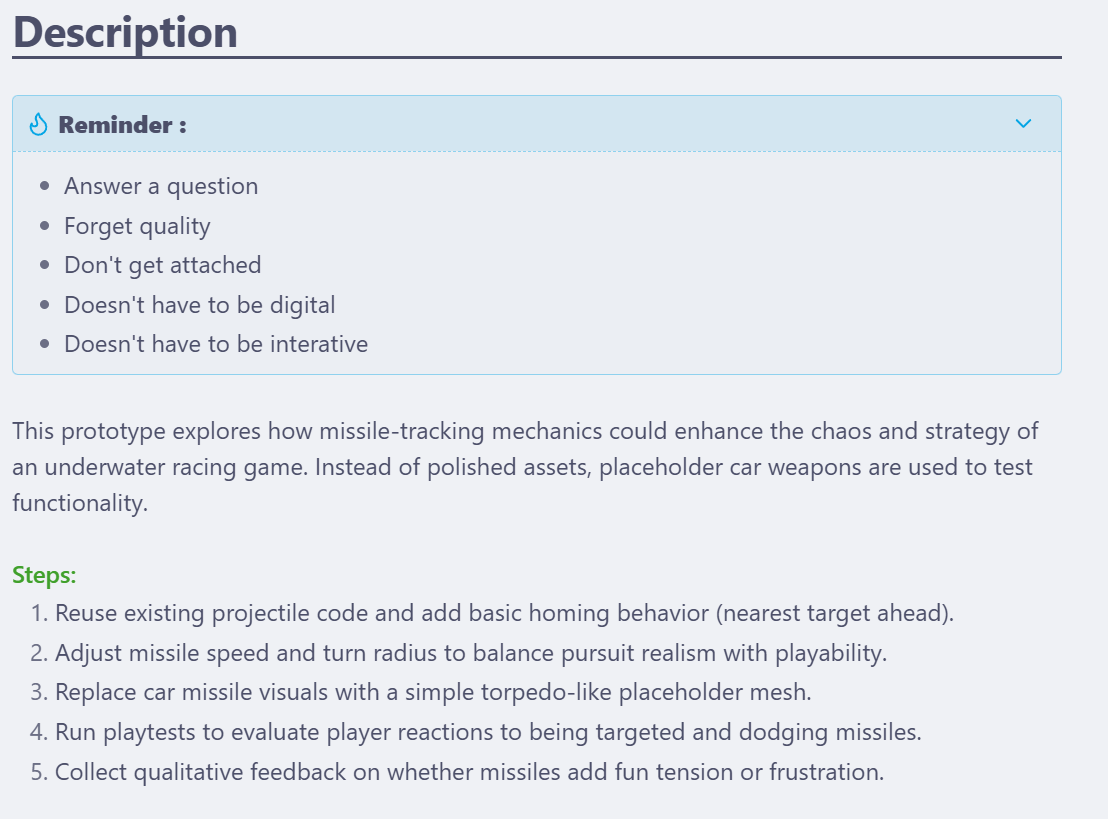 Description
Reminder :
• Answer a question
• Forget quality
• Don't get attached
• Doesn't have to be digital
• Doesn't have to be interative
This prototype explores how missile-tracking mechanics could enhance the chaos and strategy of
an underwater racing game. Instead of polished assets, placeholder car weapons are used to test
functionality.
Steps:
1. Reuse existing projectile code and add basic homing behavior (nearest target ahead).
2. Adjust missile speed and turn radius to balance pursuit realism with playability.
3. Replace car missile visuals with a simple torpedo-like placeholder mesh.
4. Run playtests to evaluate player reactions to being targeted and dodging missiles.
5. Collect qualitative feedback on whether missiles add fun tension or frustration.